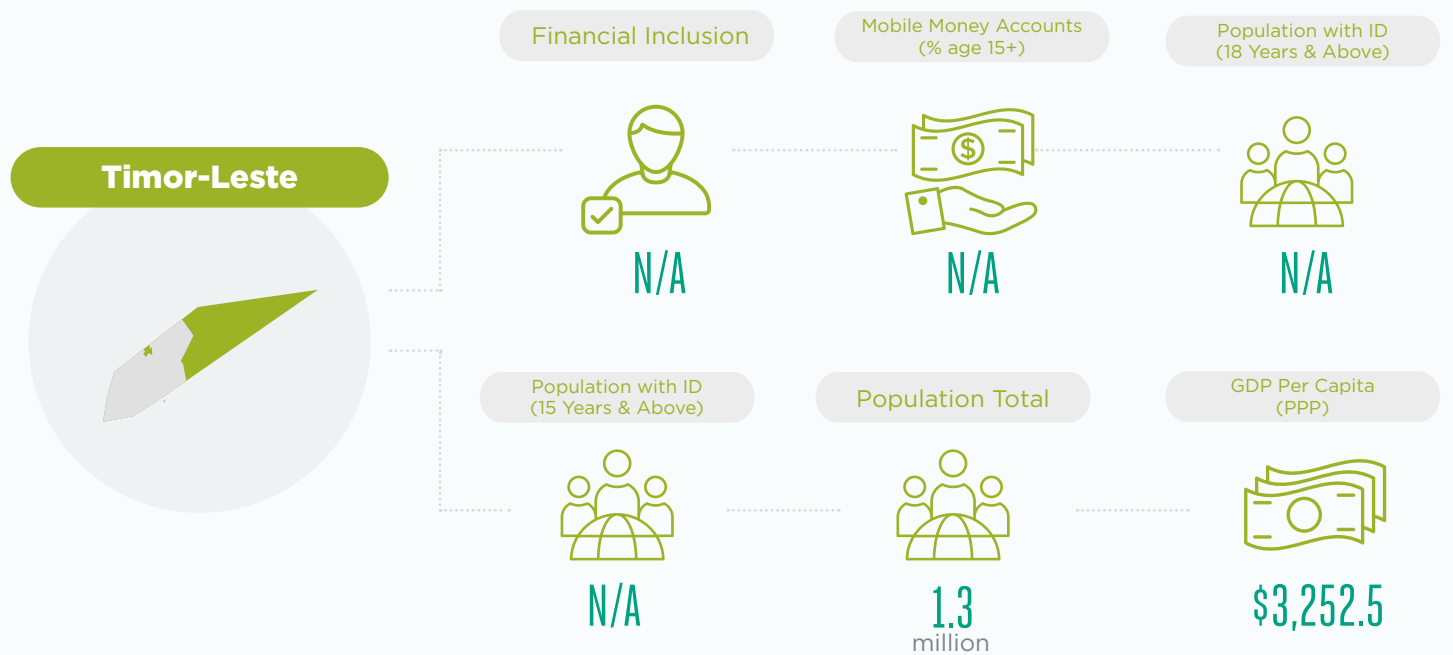 Timor-Leste
Financial Inclusion
N/A
Mobile Money Accounts
(% age 15+)
$
N/A
Population with ID
(18 Years & Above)
N/A
Population with ID
(15 Years & Above)
N/A
Population Total
1.3
million
GDP Per Capita
(PPP)
$3,252.5